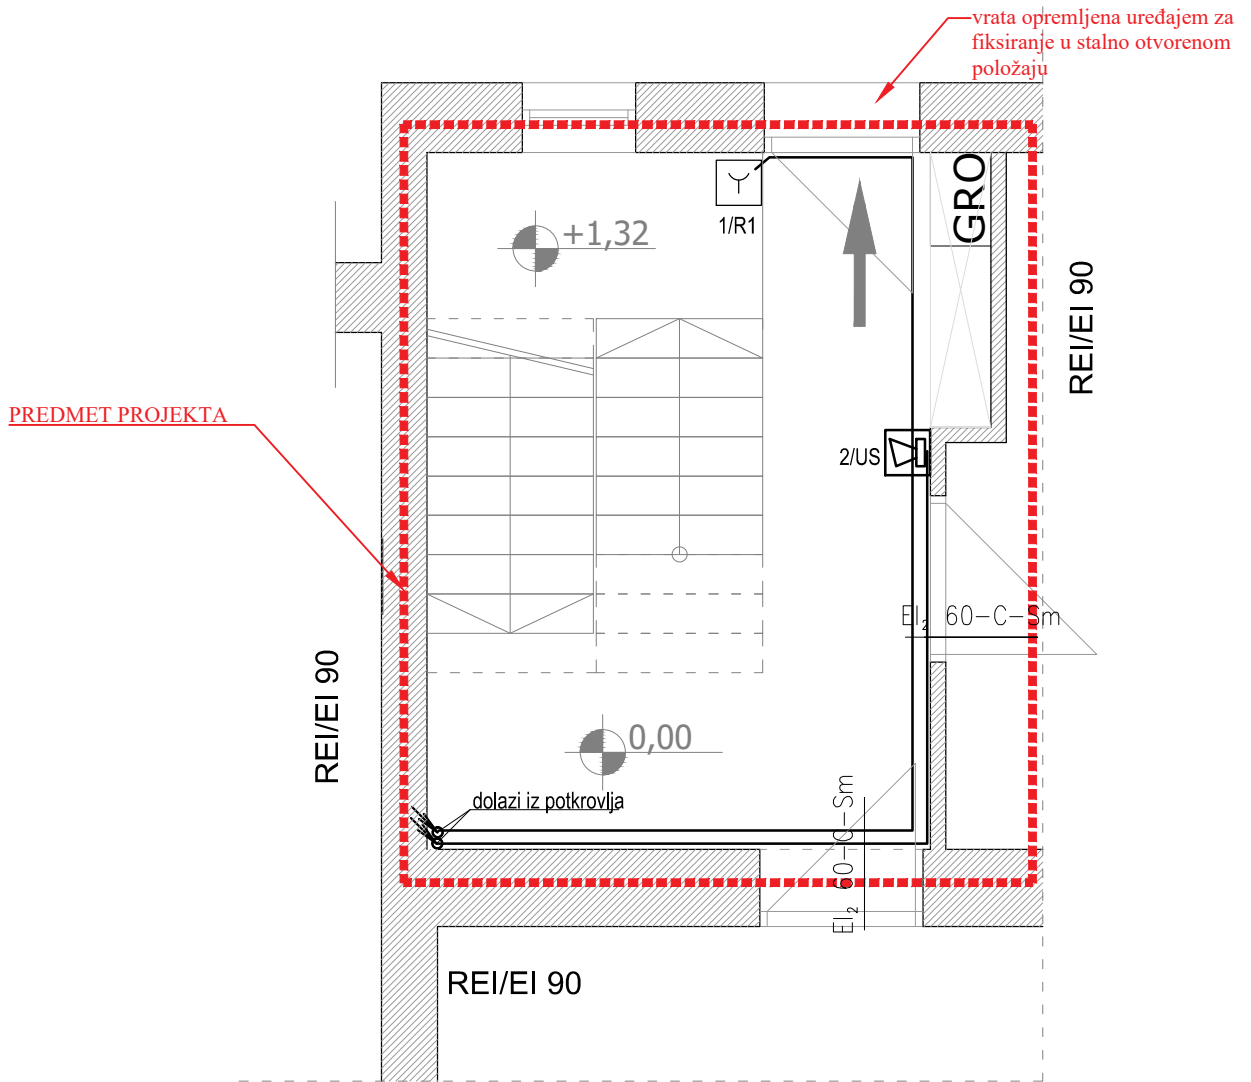 vrata opremljena uređajem za
fiksiranje u stalno otvorenom
položaju
GRO
1/R1
+1,32
REI/EI 90
PREDMET PROJEKTA
2/US
EI₂ 60-C-Sm
REI/EI 90
0,00
dolazi iz potkrovlja
EI₂ 60-C-Sm
REI/EI 90